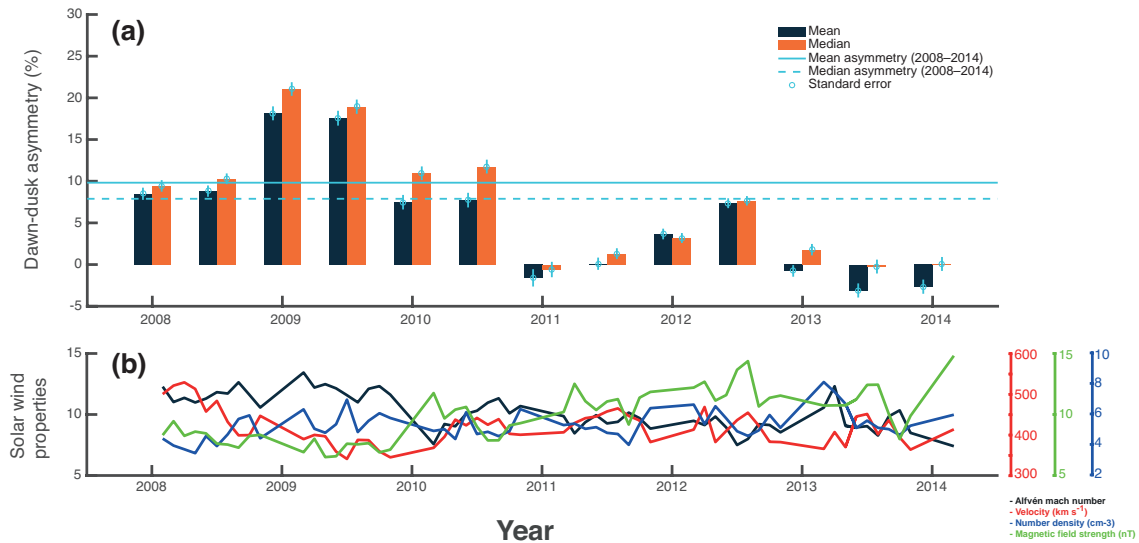 30
(a)
Mean
Median
Mean asymmetry (2008–2014)
Median asymmetry (2008–2014)
Standard error
25
20
15
10
5
0
-5
Dawn-dusk asymmetry (%)
2008 2009 2010 2011 2012 2013 2014
15
10
5
Solar wind
properties
(b)
600
500
400
300
15
10
5
10
8
6
4
2
2008 2009 2010 2011 2012 2013 2014
Year
- Alfvén mach number
- Velocity (km s-1)
- Number density (cm-3)
- Magnetic field strength (nT)